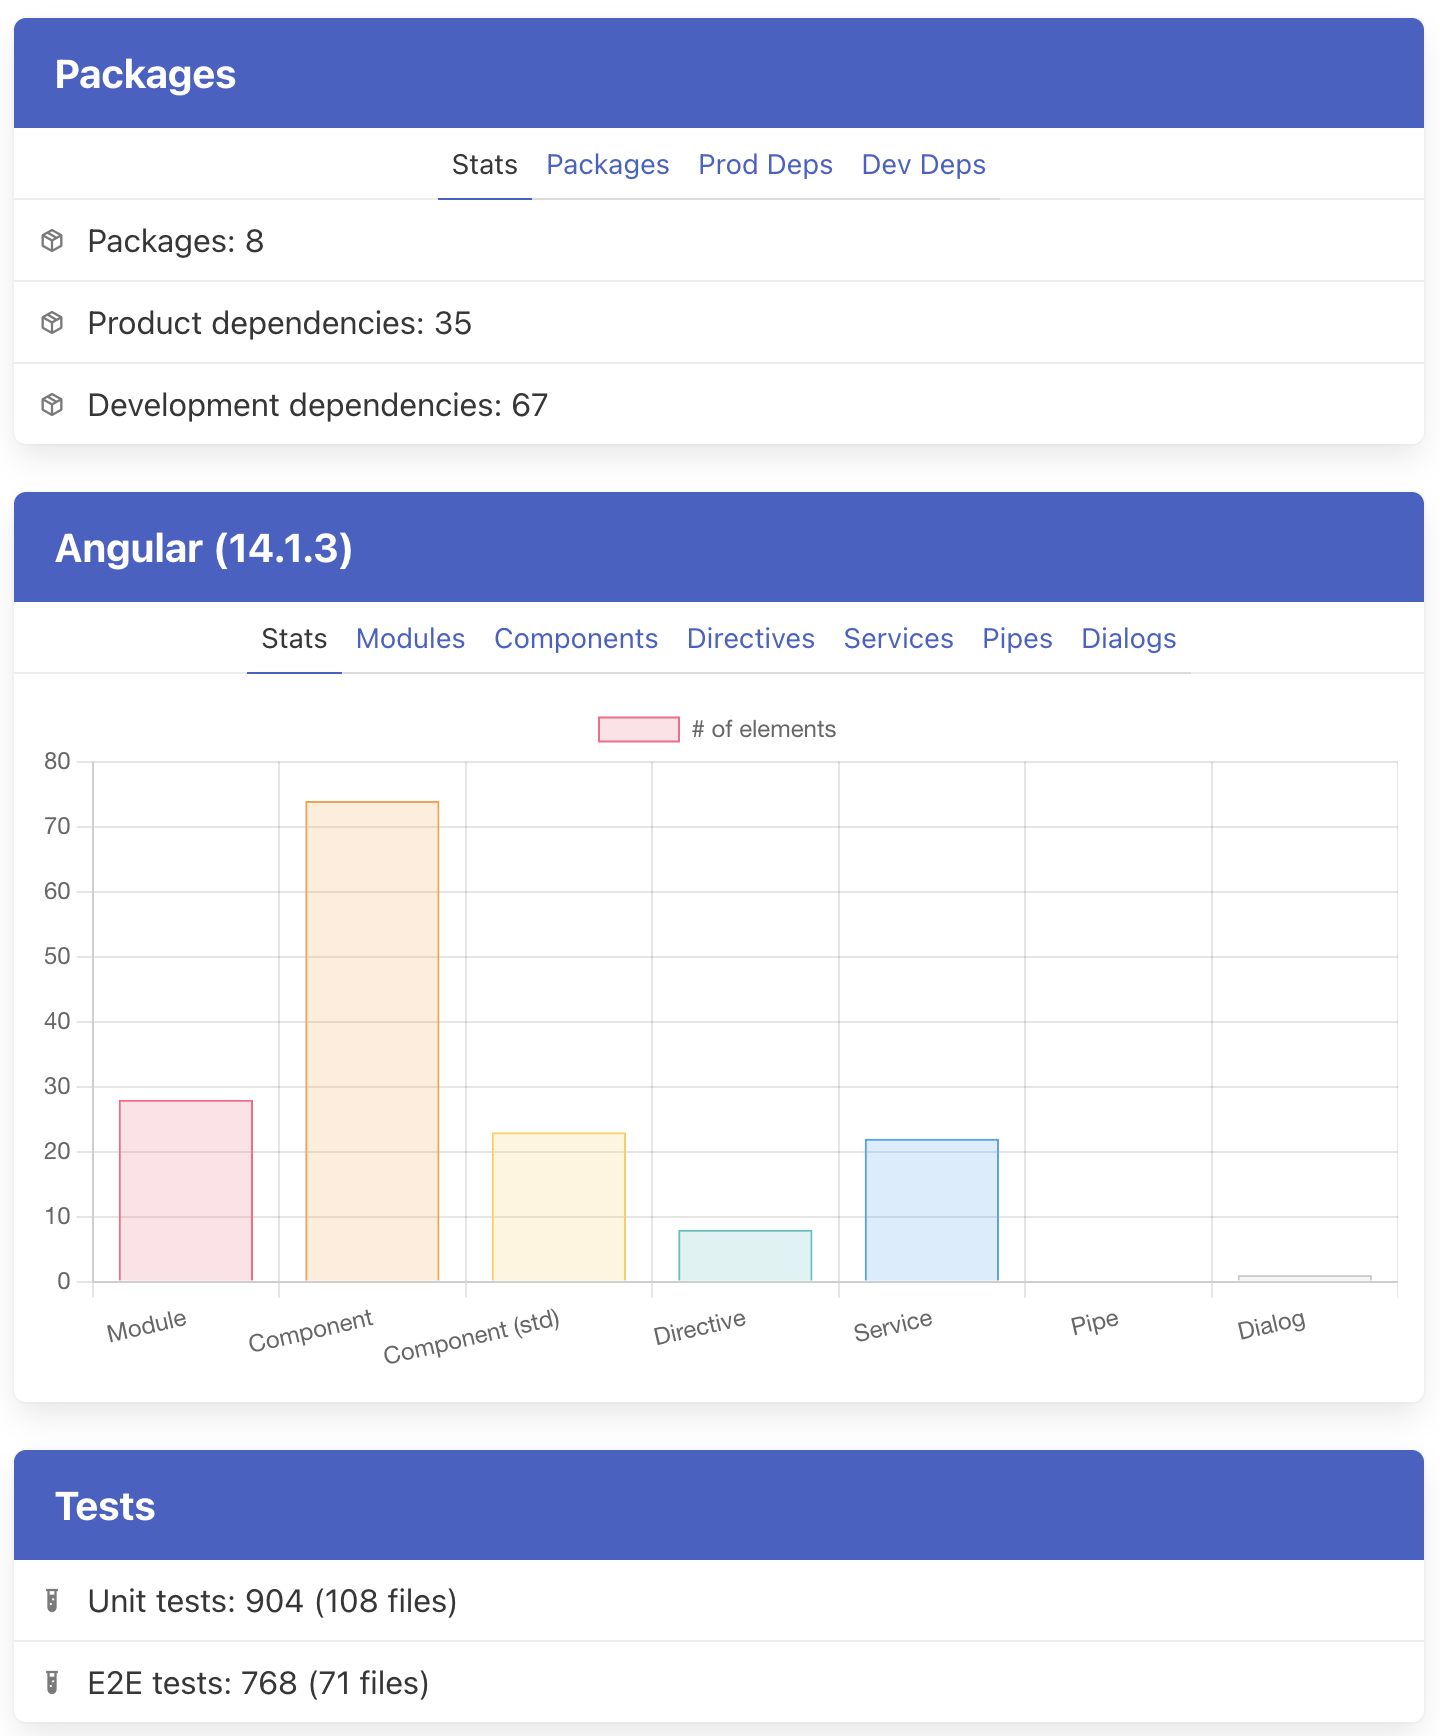 Packages
Stats Packages Prod Deps Dev Deps
Packages: 8
Product dependencies: 35
Development dependencies: 67
Angular (14.1.3)
Stats Modules Components Directives Services Pipes Dialogs
# of elements
80
70
60
50
40
30
20
10
0
Module Component Component (std) Directive Service Pipe Dialog
Tests
Unit tests: 904 (108 files)
E2E tests: 768 (71 files)